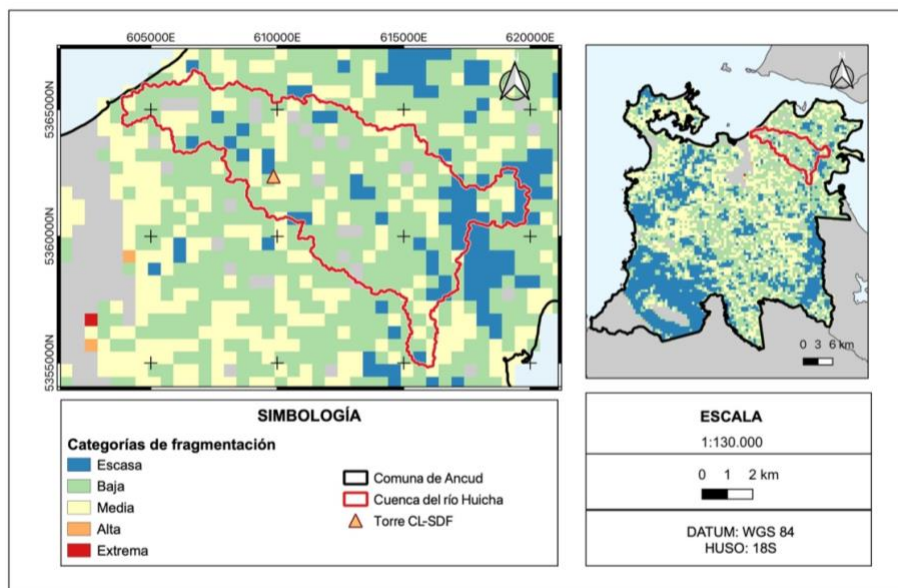 605000E 610000E 615000E 620000E
N
N
5365000N
5360000N
5355000N
0 3 6 km
SIMBOLOGÍA
Categorías de fragmentación
Escasa
Baja
Media
Alta
Extrema
Comuna de Ancud
Cuenca del río Huicha
Torre CL-SDF
ESCALA
1:130.000
0 1 2 km
DATUM: WGS 84
HUSO: 18S